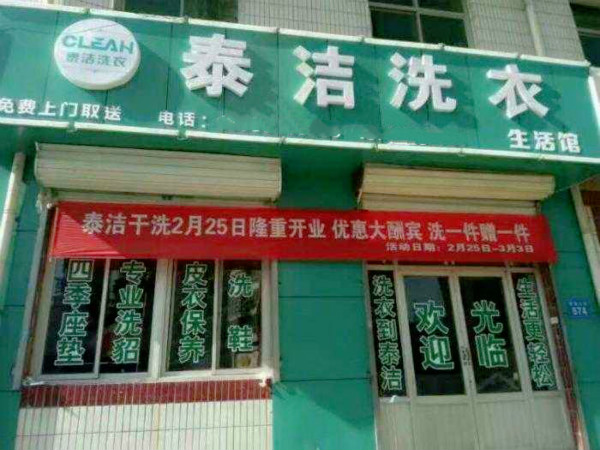 CLEAH
泰洁洗衣
泰洁洗衣
免费上门取送
电话:
生活馆
泰洁干洗2月25日隆重开业 优惠大酬宾 洗一件赠一件
活动日期:2月25日-3月3日
四季座垫
专业洗貂
皮衣保养
洗鞋
洗衣到泰洁
欢迎
光临
生活更轻松
574